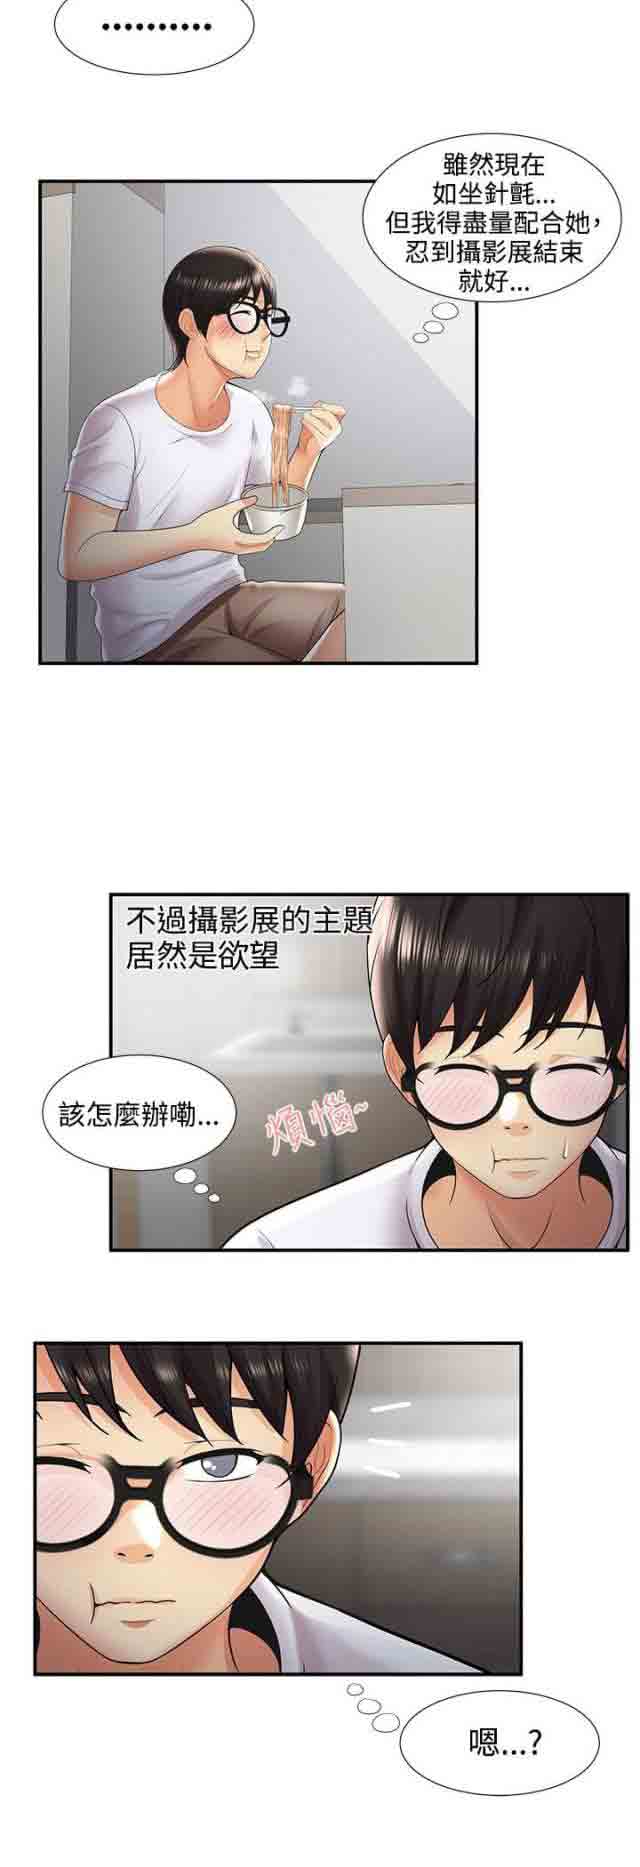 ..........
雖然現在
如坐針氈...
但我得盡量配合她，
忍到攝影展結束
就好...
不過攝影展的主題
居然是欲望
該怎麼辦嘞...
煩惱~
嗯...?